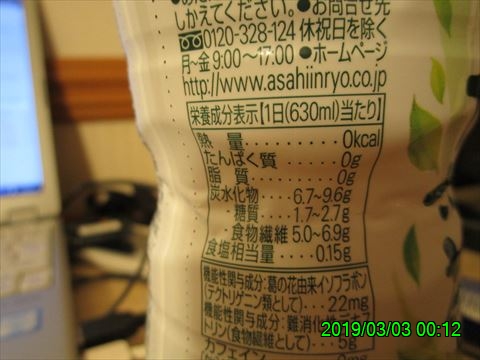 しかえてください。●お問合せ先
0120-328-124 休祝日を除く
月~金 9:00~17:00 ●ホームページ
http://www.asahiinryo.co.jp
栄養成分表示【1日(630ml)当たり】
熱量 0kcal
たんぱく質 0g
脂質 0g
炭水化物 6.7~9.6g
糖質 1.7~2.7g
食物繊維 5.0~6.9g
食塩相当量 0.15g
機能性関与成分:葛の花由来イソフラボン
(テクトリゲニン類として) 22mg
機能性関与成分:難消化性デキス
トリン(食物繊維として) 5g
カフェイン
2019/03/03 00:12